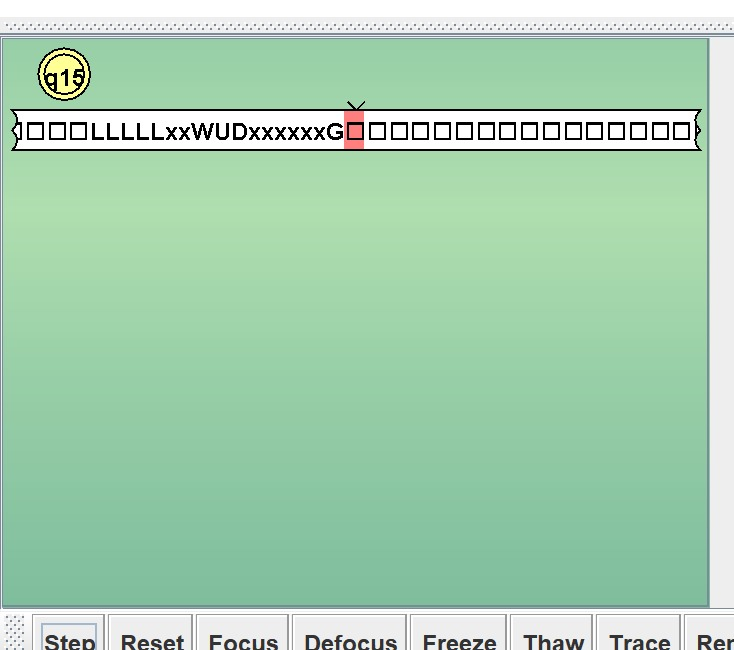 q15
□□□LLLLLxxWUDxxxxxxG□□□□□□□□□□□□□□□□
Step Reset Focus Defocus Freeze Thaw Trace